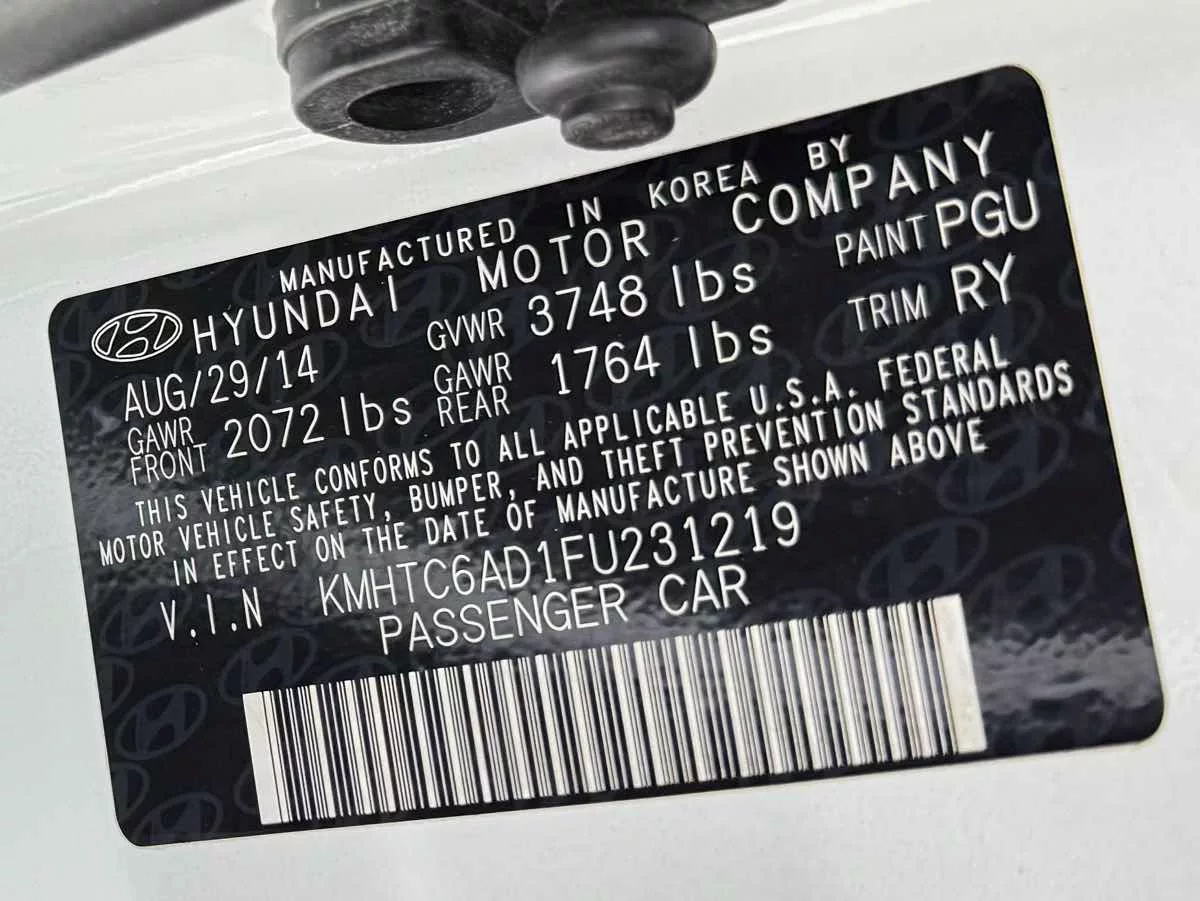 MANUFACTURED IN KOREA BY
HYUNDAI MOTOR COMPANY
AUG/29/14 GVWR 3748 lbs PAINT PGU
GAWR FRONT 2072 lbs GAWR REAR 1764 lbs TRIM RY
THIS VEHICLE CONFORMS TO ALL APPLICABLE U.S.A. FEDERAL
MOTOR VEHICLE SAFETY, BUMPER, AND THEFT PREVENTION STANDARDS
IN EFFECT ON THE DATE OF MANUFACTURE SHOWN ABOVE
V.I.N KMHTC6AD1FU231219
PASSENGER CAR